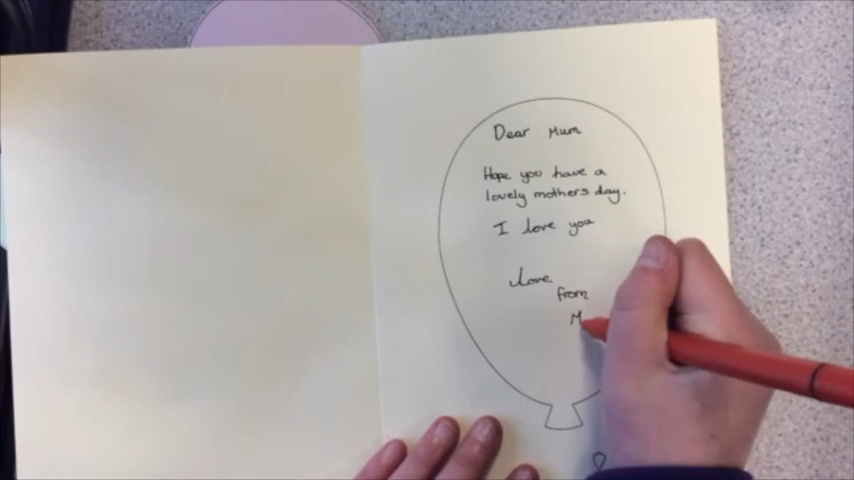 Dear Mum
Hope you have a
lovely mothers day.
I love you
Love
from
M